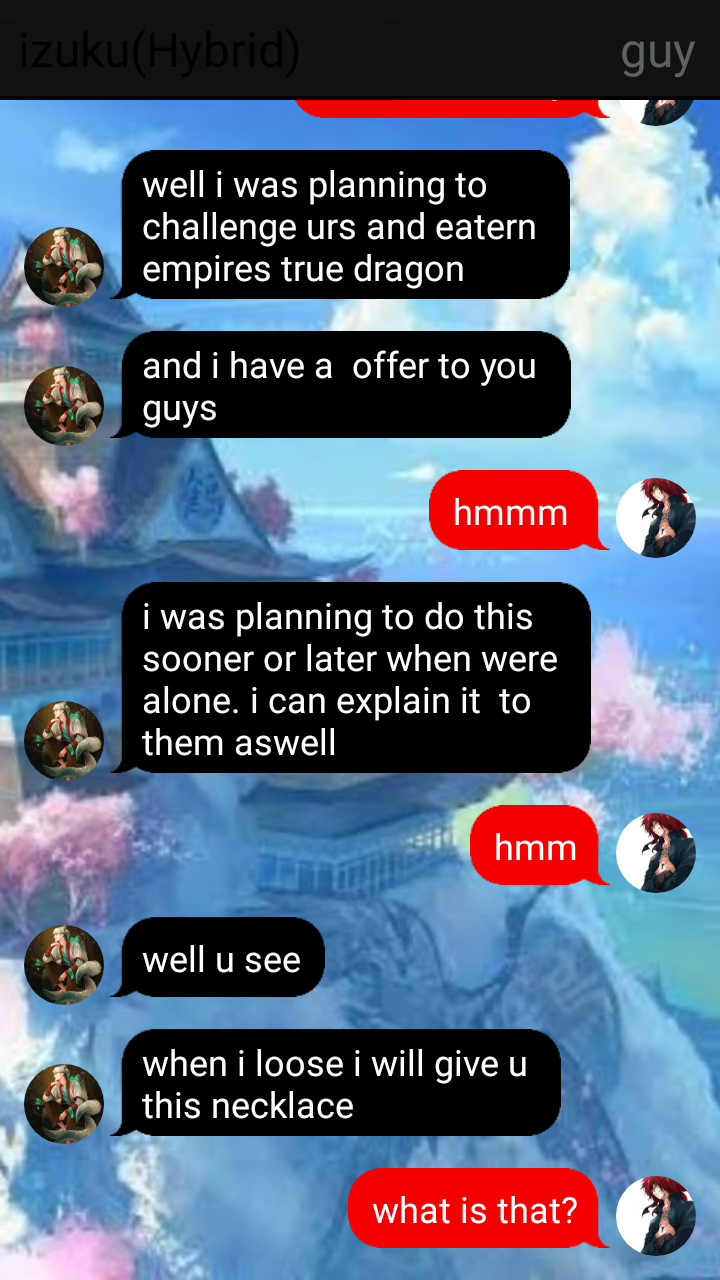 izuku(Hybrid) guy
well i was planning to
challenge urs and eatern
empires true dragon
and i have a  offer to you
guys
hmmm
i was planning to do this
sooner or later when were
alone. i can explain it  to
them aswell
hmm
well u see
when i loose i will give u
this necklace
what is that?